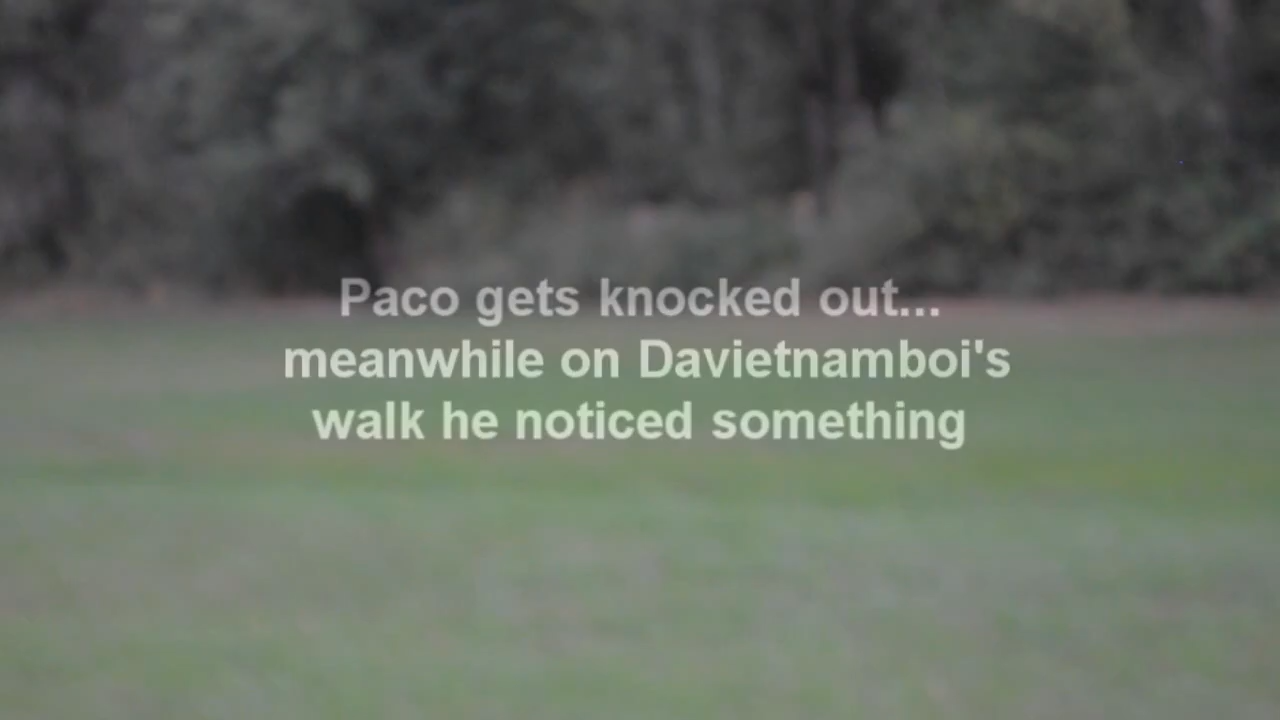 Paco gets knocked out...
meanwhile on Davietnamboi's
walk he noticed something